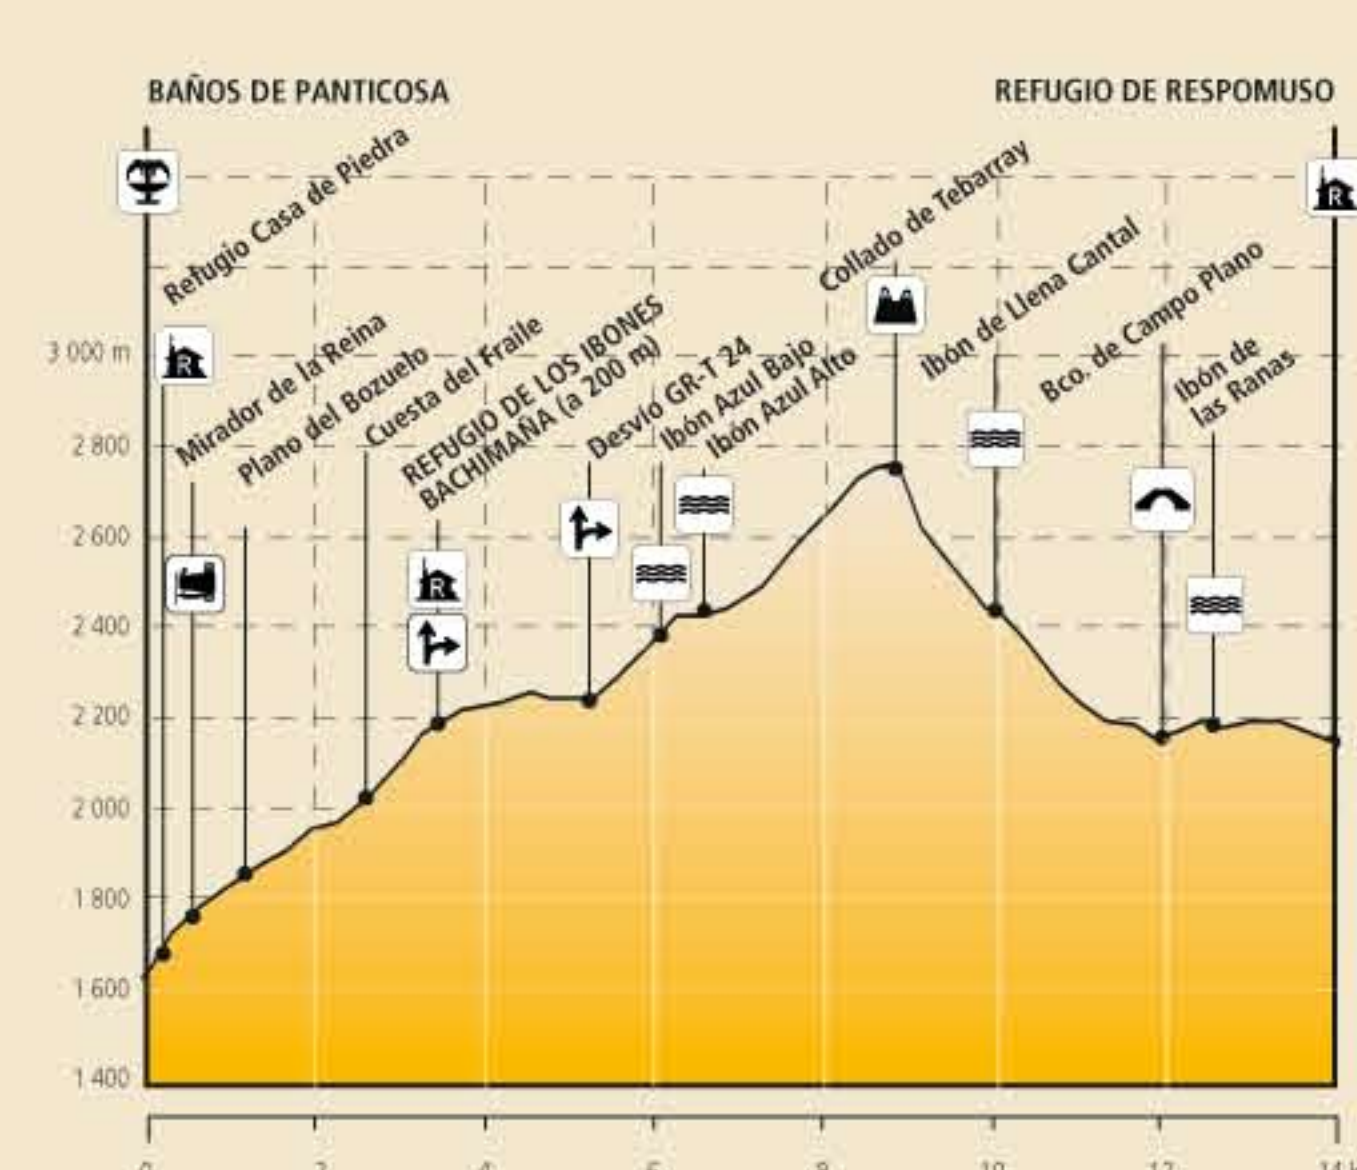 BAÑOS DE PANTICOSA
REFUGIO DE RESPOMUSO
Refugio Casa de Piedra
Mirador de la Reina
Plano del Bozuelo
Cuesta del Fraile
REFUGIO DE LOS IBONES
BACHIMAÑA (a 200 m)
Desvío GR-T 24
Ibón Azul Bajo
Ibón Azul Alto
Collado de Tebarray
Ibón de Llena Cantal
Bco. de Campo Plano
Ibón de
las Ranas
R
R
R
3 000 m
2 800
2 600
2 400
2 200
2 000
1 800
1 600
1 400